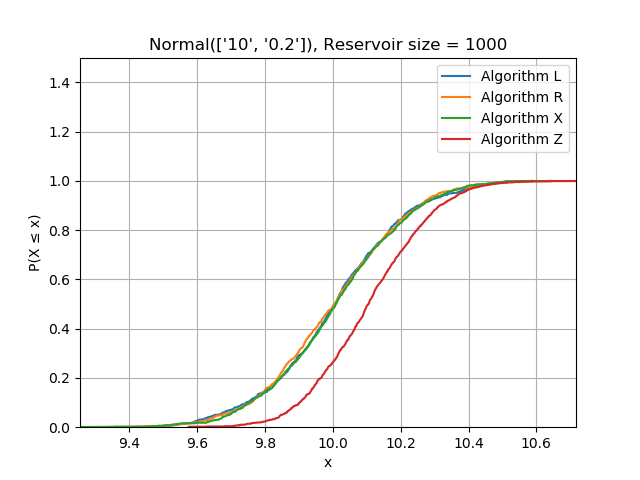 Normal(['10', '0.2']), Reservoir size = 1000
Algorithm L
Algorithm R
Algorithm X
Algorithm Z
P(X ≤ x)
1.4
1.2
1.0
0.8
0.6
0.4
0.2
0.0
9.4 9.6 9.8 10.0 10.2 10.4 10.6
x